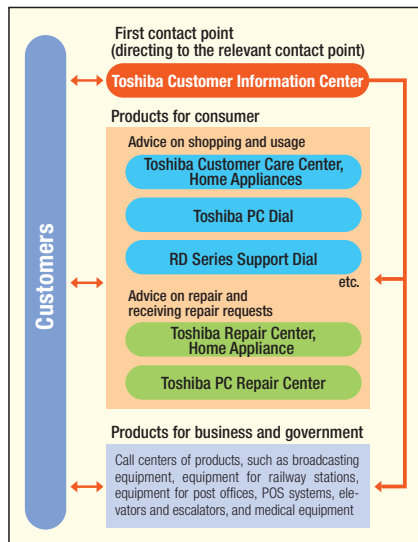 First contact point
(directing to the relevant contact point)
Toshiba Customer Information Center
Customers
Products for consumer
Advice on shopping and usage
Toshiba Customer Care Center,
Home Appliances
Toshiba PC Dial
RD Series Support Dial
etc.
Advice on repair and
receiving repair requests
Toshiba Repair Center,
Home Appliance
Toshiba PC Repair Center
Products for business and government
Call centers of products, such as broadcasting
equipment, equipment for railway stations,
equipment for post offices, POS systems, ele-
vators and escalators, and medical equipment